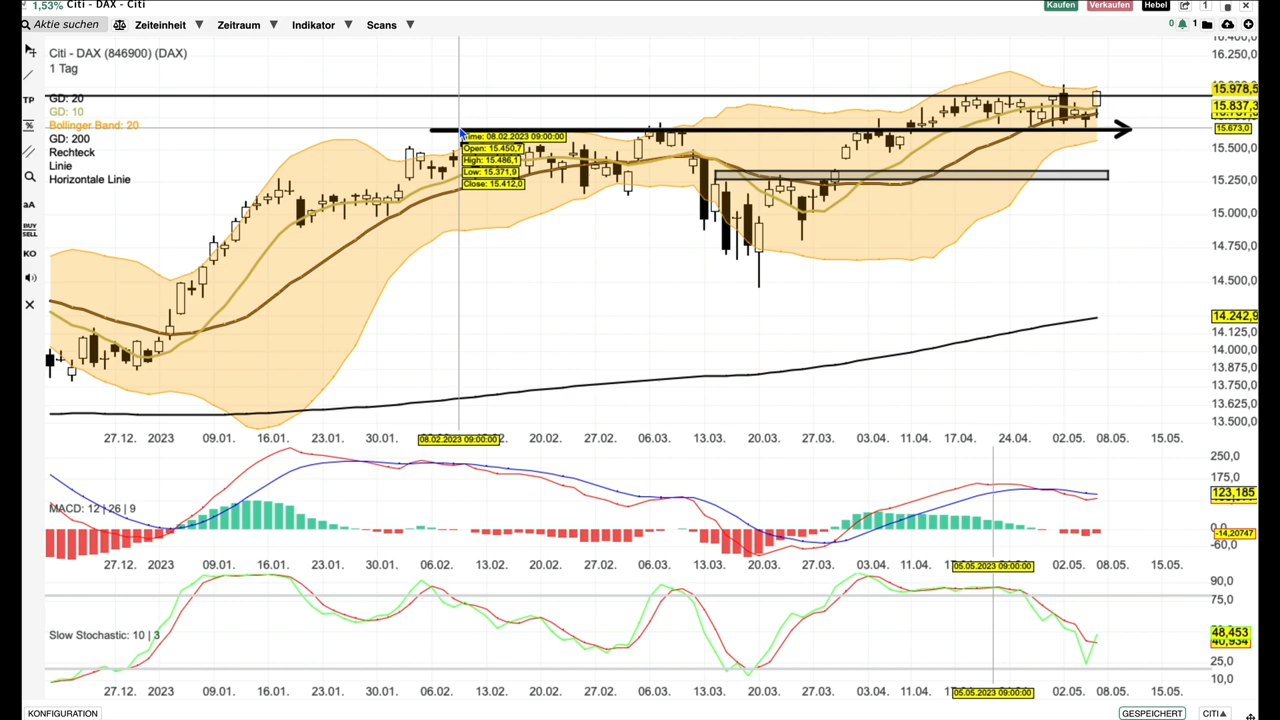 1,53% Citi - DAX - Citi
Kaufen Verkaufen Hebel 1
Aktie suchen Zeiteinheit Zeitraum Indikator Scans 0 1
Citi - DAX (846900) (DAX)
1 Tag
GD: 20
GD: 10
Bollinger Band: 20
GD: 200
Rechteck
Linie
Horizontale Linie
TP
%
aA
BUY
SELL
KO
Time: 08.02.2023 09:00:00
Open: 15.450,7
High: 15.486,1
Low: 15.371,9
Close: 15.412,0
16.400,0
16.250,0
15.978,5
15.837,3
15.673,0
15.500,0
15.250,0
15.000,0
14.750,0
14.500,0
14.242,9
14.125,0
14.000,0
13.875,0
13.750,0
13.625,0
13.500,0
27.12. 2023 09.01. 16.01. 23.01. 30.01. 08.02.2023 09:00:00 20.02. 27.02. 06.03. 13.03. 20.03. 27.03. 03.04. 11.04. 17.04. 24.04. 02.05. 08.05. 15.05.
250,0
175,0
123,185
MACD: 12 | 26 | 9
0,0
-14,20747
-60,0
27.12. 2023 09.01. 16.01. 23.01. 30.01. 06.02. 13.02. 20.02. 27.02. 06.03. 13.03. 20.03. 27.03. 03.04. 11.04. 05.05.2023 09:00:00 02.05. 08.05. 15.05.
90,0
75,0
Slow Stochastic: 10 | 3
48,453
40,934
25,0
10,0
27.12. 2023 09.01. 16.01. 23.01. 30.01. 06.02. 13.02. 20.02. 27.02. 06.03. 13.03. 20.03. 27.03. 03.04. 11.04. 05.05.2023 09:00:00 02.05. 08.05. 15.05.
KONFIGURATION GESPEICHERT CITI▲